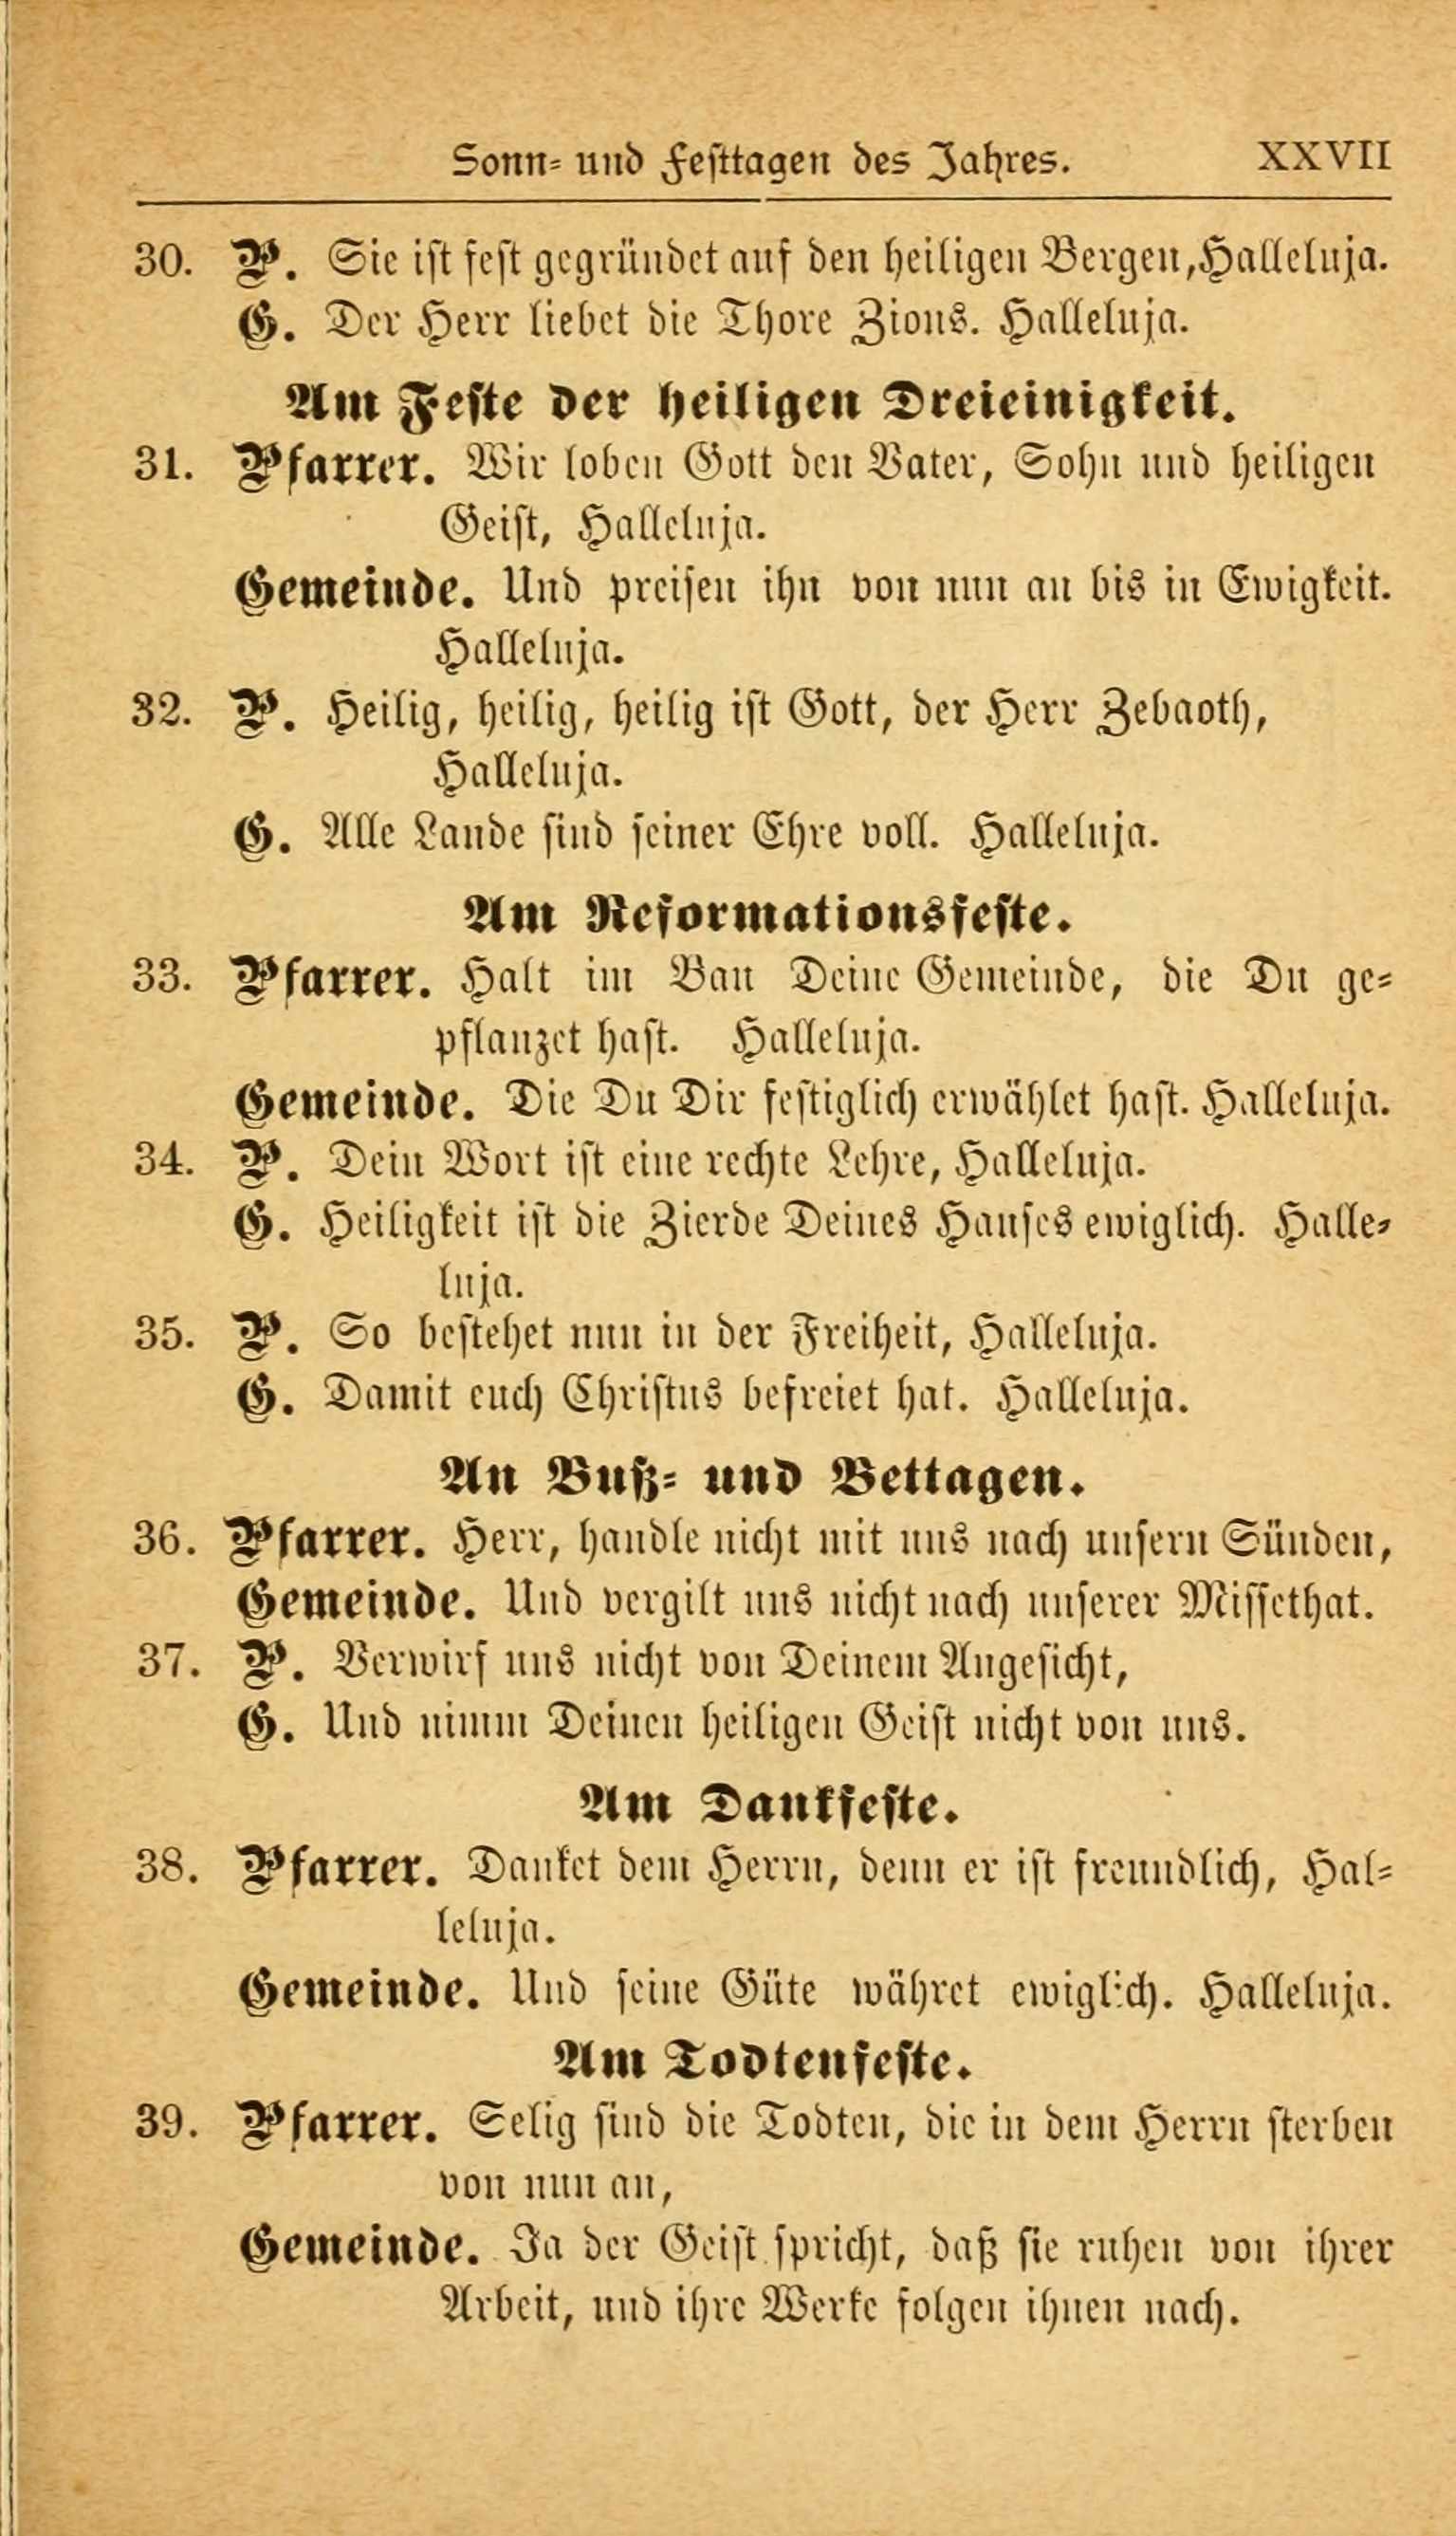 Sonn- und Festtagen des Jahres. XXVII
30. P. Sie ist fest gegründet auf den heiligen Bergen, Halleluja.
G. Der Herr liebet die Thore Zions. Halleluja.
Am Feste der heiligen Dreieinigkeit.
31. Pfarrer. Wir loben Gott den Vater, Sohn und heiligen
Geist, Halleluja.
Gemeinde. Und preisen ihn von nun an bis in Ewigkeit.
Halleluja.
32. P. Heilig, heilig, heilig ist Gott, der Herr Zebaoth,
Halleluja.
G. Alle Lande sind seiner Ehre voll. Halleluja.
Am Reformationsfeste.
33. Pfarrer. Halt im Bau Deine Gemeinde, die Du ge-
pflanzet hast. Halleluja.
Gemeinde. Die Du Dir festiglich erwählet hast. Halleluja.
34. P. Dein Wort ist eine rechte Lehre, Halleluja.
G. Heiligkeit ist die Zierde Deines Hauses ewiglich. Halle-
luja.
35. P. So bestehet nun in der Freiheit, Halleluja.
G. Damit euch Christus befreiet hat. Halleluja.
An Buß- und Bettagen.
36. Pfarrer. Herr, handle nicht mit uns nach unsern Sünden,
Gemeinde. Und vergilt uns nicht nach unserer Missethat.
37. P. Verwirf uns nicht von Deinem Angesicht,
G. Und nimm Deinen heiligen Geist nicht von uns.
Am Dankfeste.
38. Pfarrer. Danket dem Herrn, denn er ist freundlich, Hal-
leluja.
Gemeinde. Und seine Güte währet ewiglich. Halleluja.
Am Todtenfeste.
39. Pfarrer. Selig sind die Todten, die in dem Herrn sterben
von nun an,
Gemeinde. Ja der Geist spricht, daß sie ruhen von ihrer
Arbeit, und ihre Werke folgen ihnen nach.